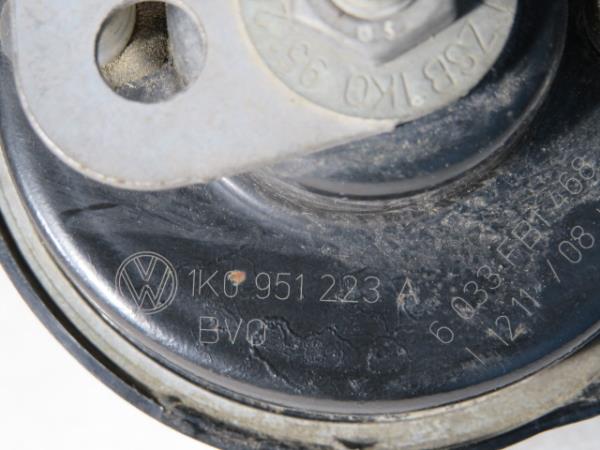 ZSB 1K0 95
1K0 951 223 A
BVO
6 033 FB1 468
12 11 / 08